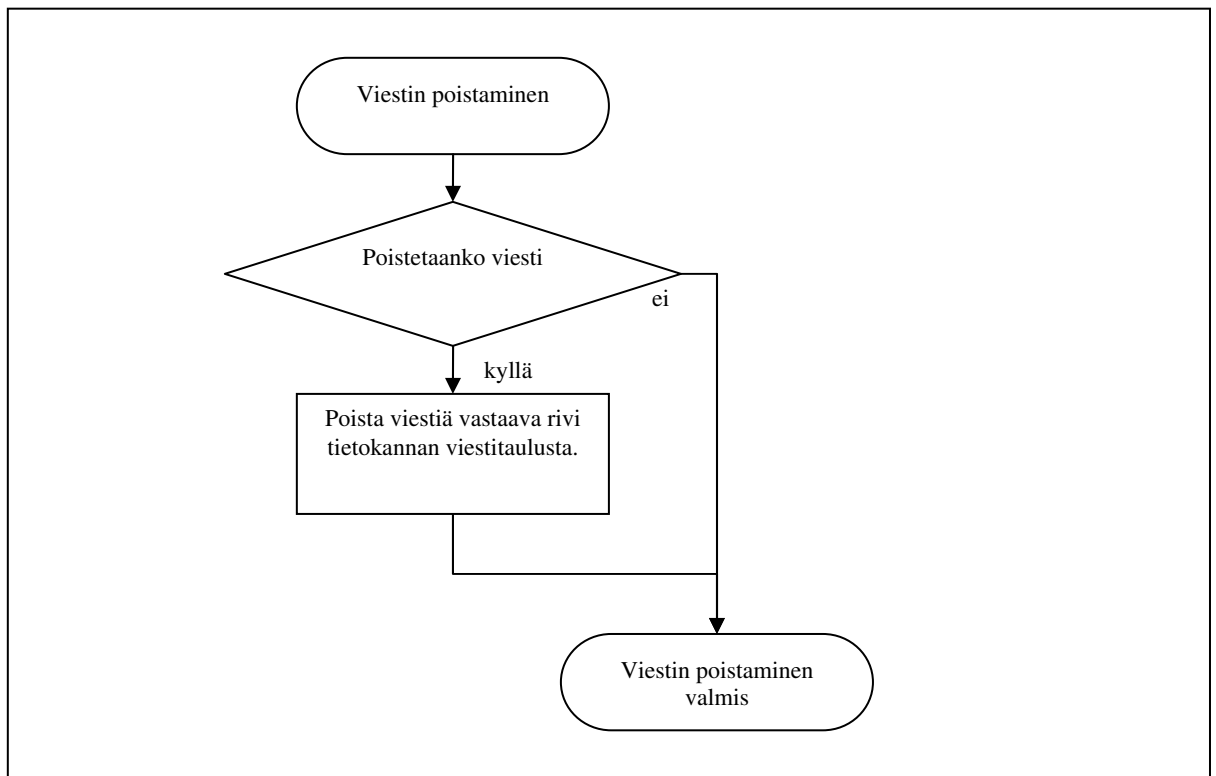 Viestin poistaminen
Poistetaanko viesti
ei
kyllä
Poista viestiä vastaava rivi
tietokannan viestitaulusta.
Viestin poistaminen
valmis